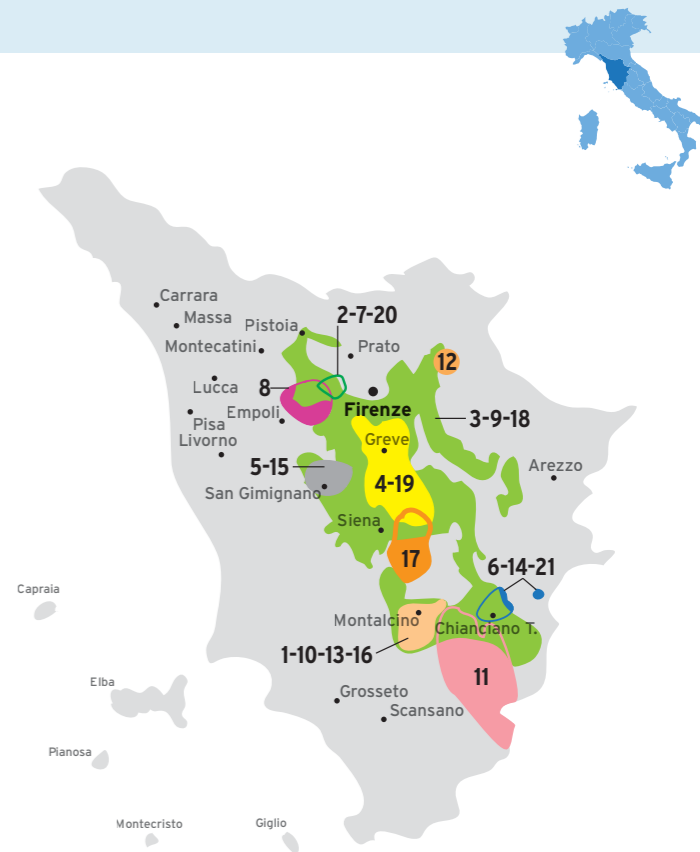 Carrara
Massa
2-7-20
Pistoia
Montecatini
Prato
12
Lucca
8
Empoli
Firenze
Pisa
3-9-18
Livorno
Greve
5-15
Arezzo
San Gimignano
4-19
Siena
17
6-14-21
Capraia
Montalcino
Chianciano T.
1-10-13-16
11
Elba
Grosseto
Scansano
Pianosa
Montecristo
Giglio